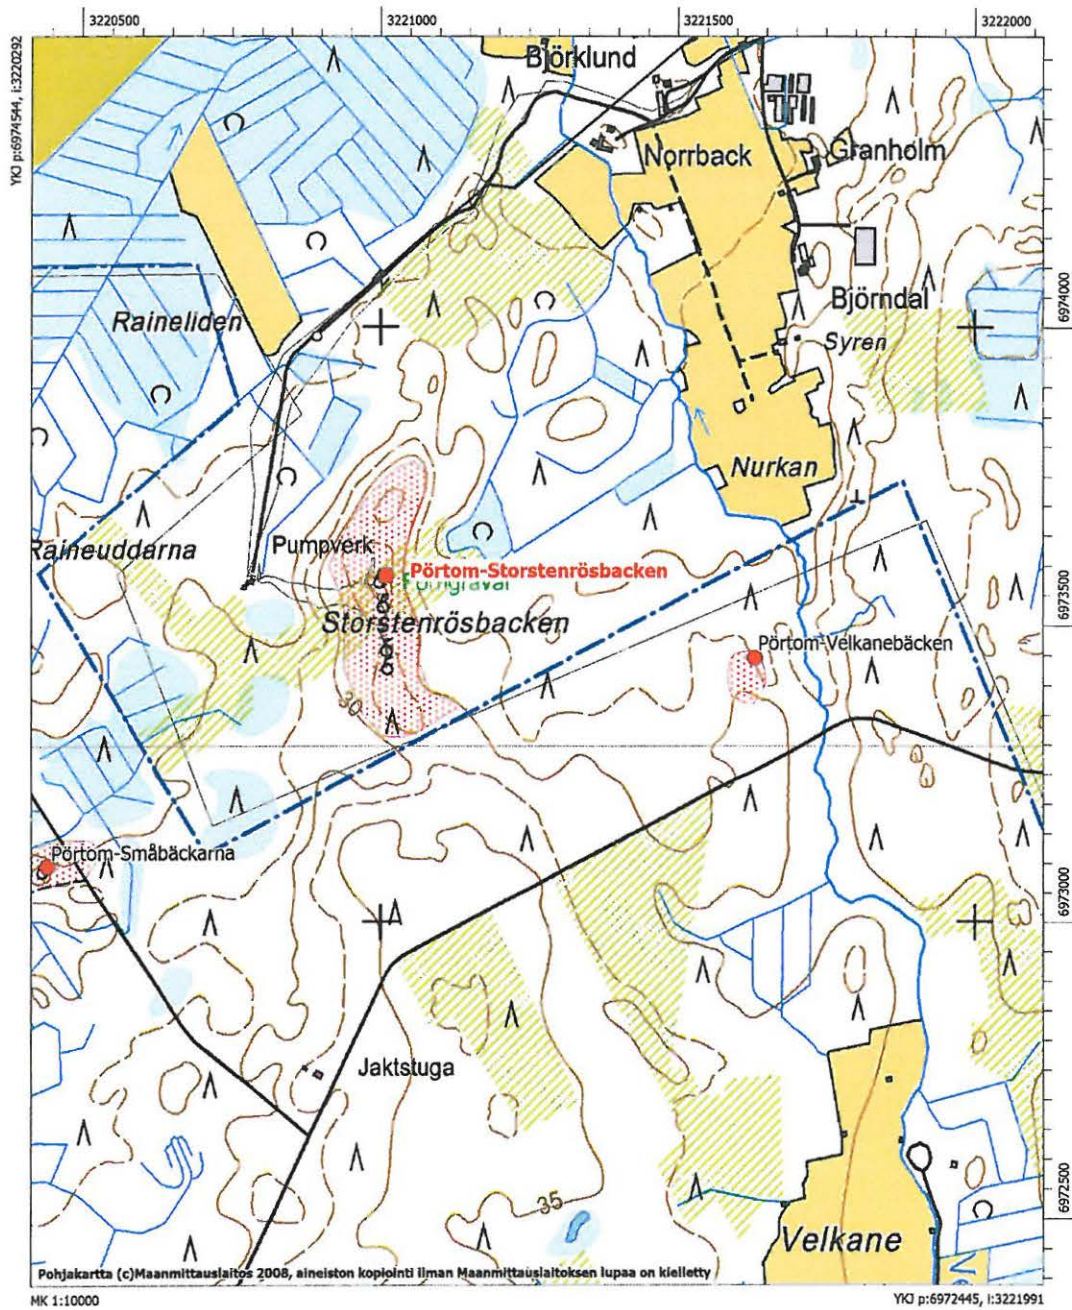 3220500
3221000
3221500
3222000
YKJ p:6974544, i:3220292
Björklund
Norrback
Granholm
6974000
Raineliden
Björndal
Syren
Nurkan
Raineuddarna
Pumpverk
Pörtom-Storstenrösbacken
Storstenrösbacken
6973500
Pörtom-Velkanebäcken
30
Pörtom-Småbäckarna
6973000
Jaktstuga
35
6972500
Velkane
Pohjakartta (c)Maanmittauslaitos 2008, aineiston kopiointi ilman Maanmittauslaitoksen lupaa on kielletty
MK 1:10000
YKJ p:6972445, i:3221991